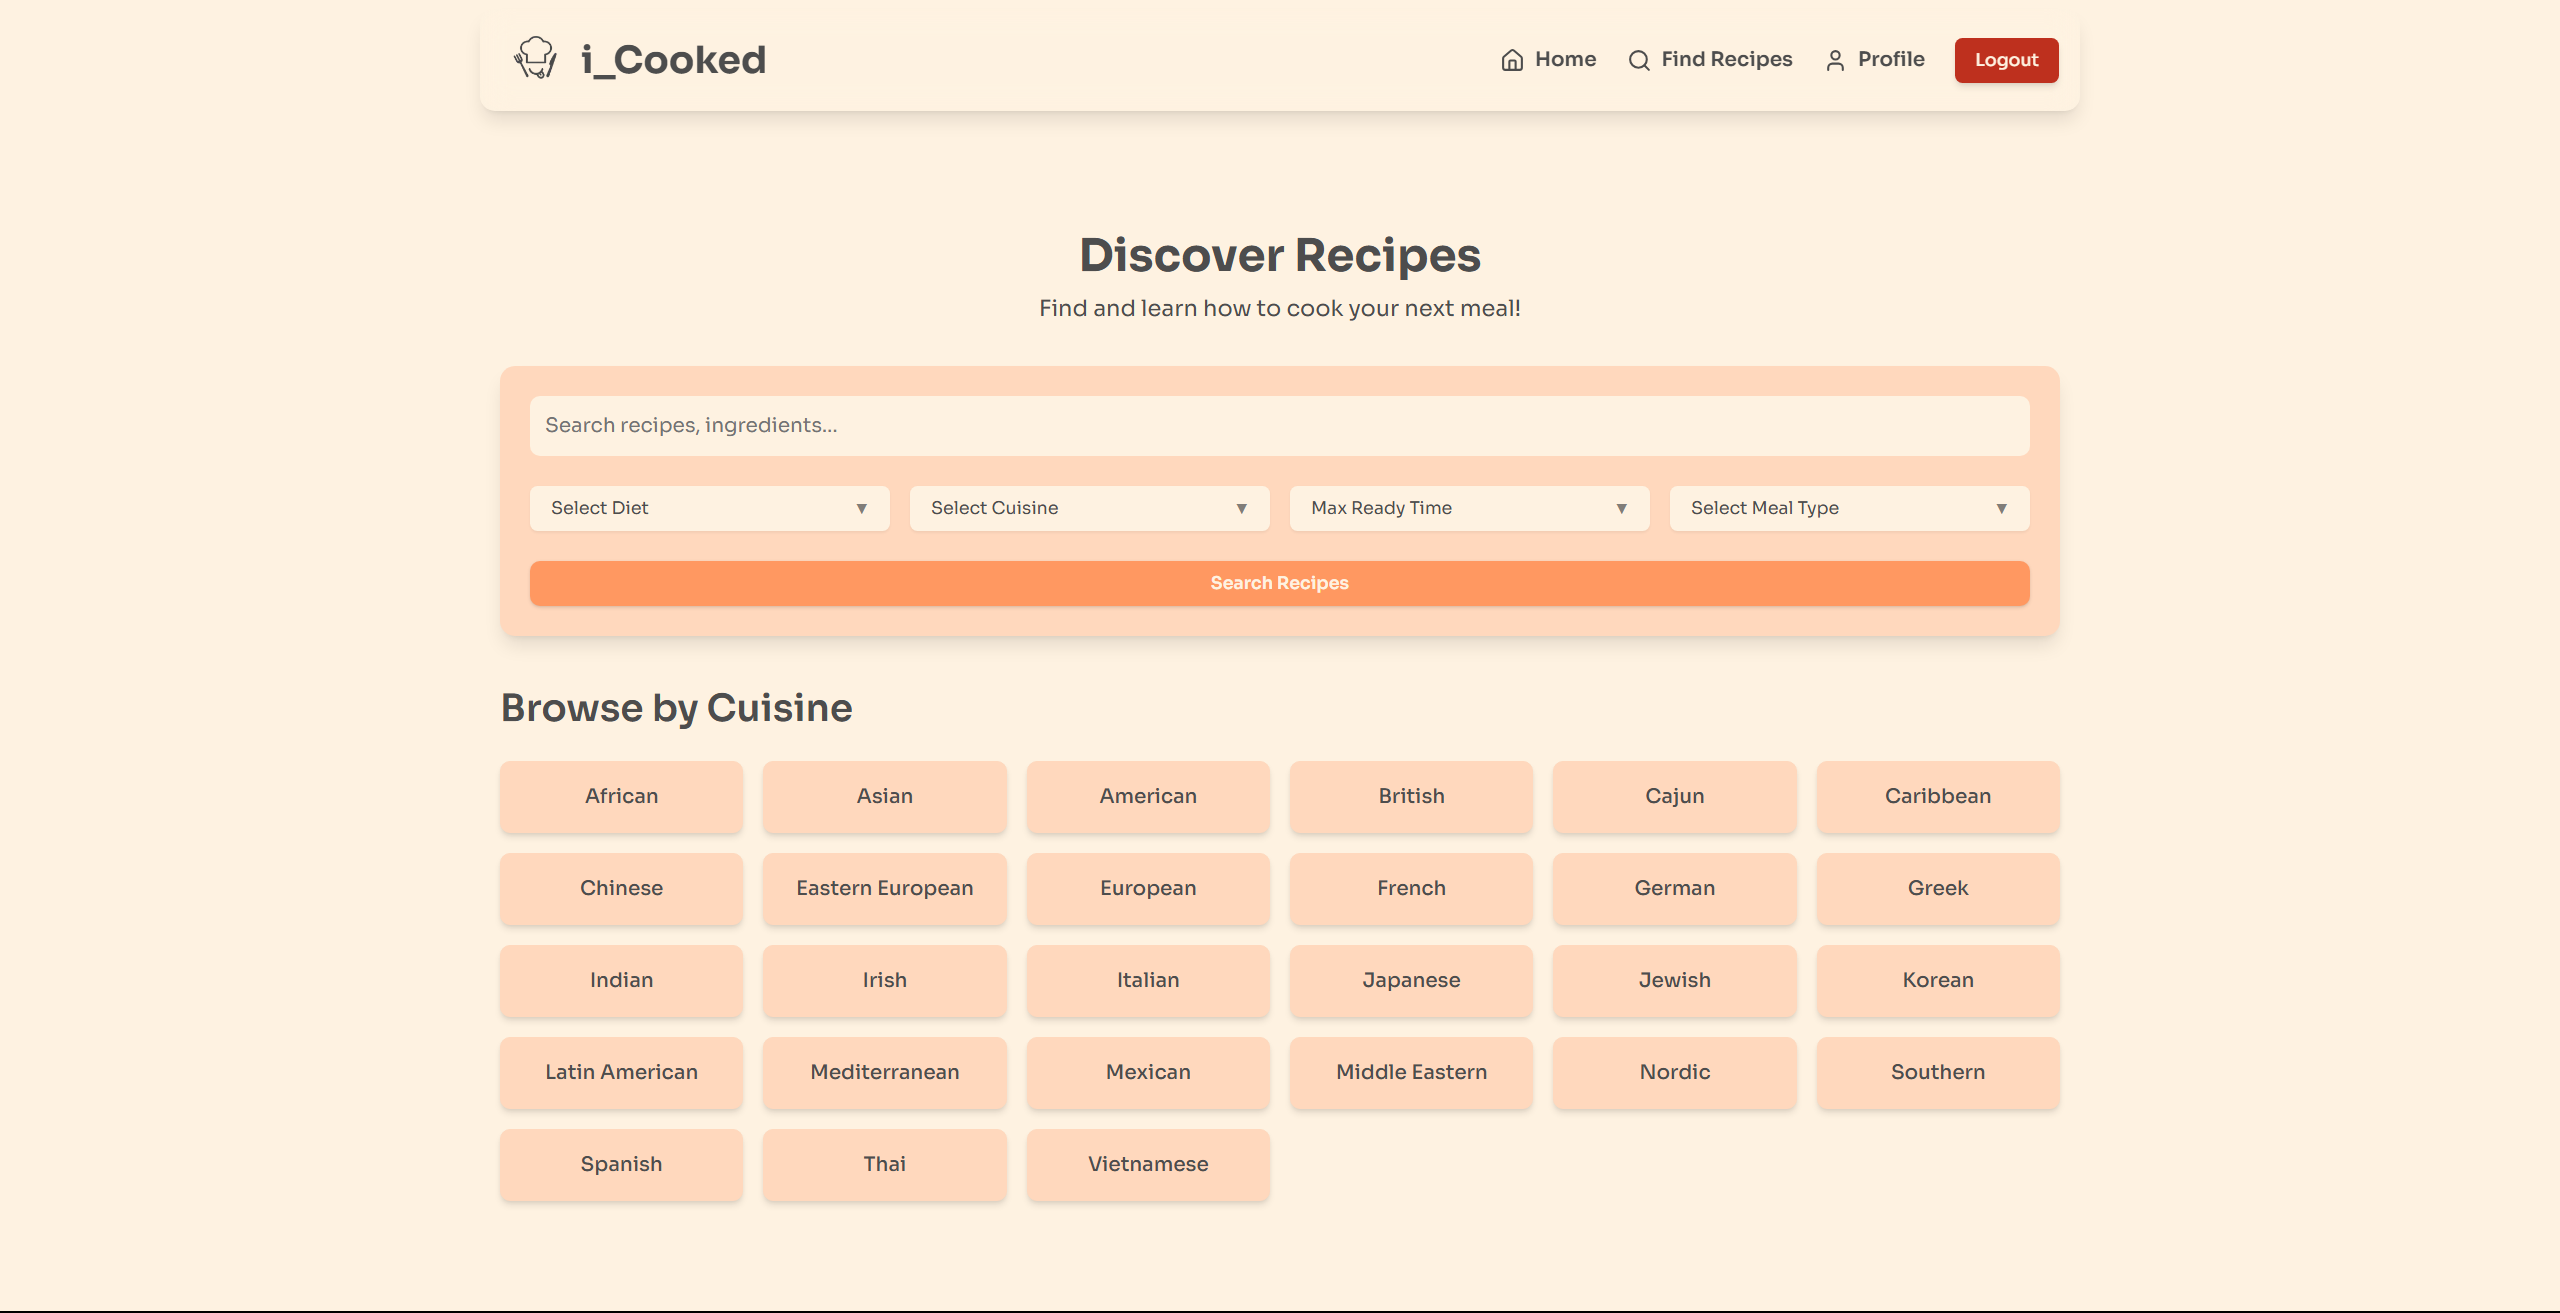 i_Cooked
Home
Find Recipes
Profile
Logout
Discover Recipes
Find and learn how to cook your next meal!
Search recipes, ingredients...
Select Diet ▼
Select Cuisine ▼
Max Ready Time ▼
Select Meal Type ▼
Search Recipes
Browse by Cuisine
African
Asian
American
British
Cajun
Caribbean
Chinese
Eastern European
European
French
German
Greek
Indian
Irish
Italian
Japanese
Jewish
Korean
Latin American
Mediterranean
Mexican
Middle Eastern
Nordic
Southern
Spanish
Thai
Vietnamese